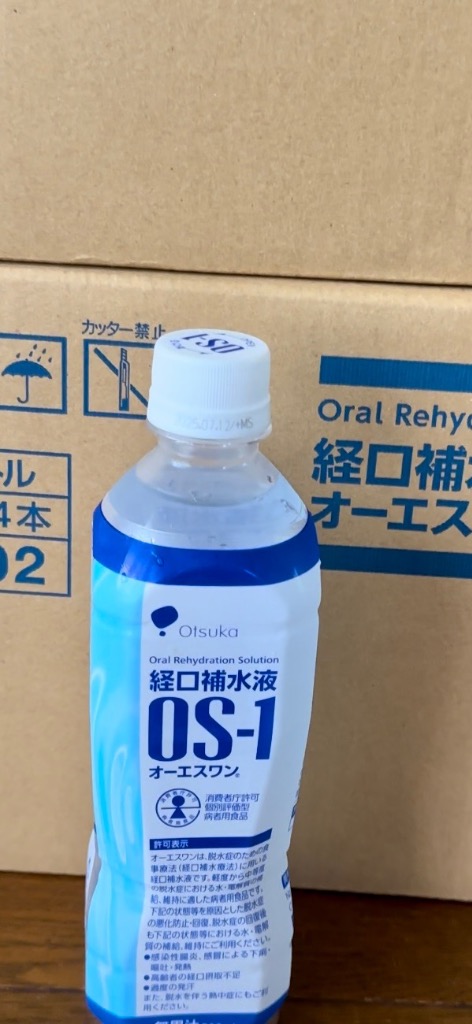 カッター禁止
Oral Rehyd
経口補水
オーエス
ル
4本
02
OS-1
Otsuka
Oral Rehydration Solution
経口補水液
OS-1
オーエスワン®
消費者庁許可
個別評価型
病者用食品
許可表示
オーエスワンは、脱水症のための食
事療法(経口補水療法)に用いる
経口補水液です。軽度から中等度
の脱水症における水・電解質の補
給、維持に適した病者用食品です。
下記の状態等を原因とした脱水症
の悪化防止・回復、脱水症の回復後
も下記の状態等における水・電解
質の補給、維持にご利用ください。
●感染性腸炎、感冒による下痢・
嘔吐・発熱
●高齢者の経口摂取不足
●過度の発汗
また、脱水を伴う熱中症にもご利
用ください。